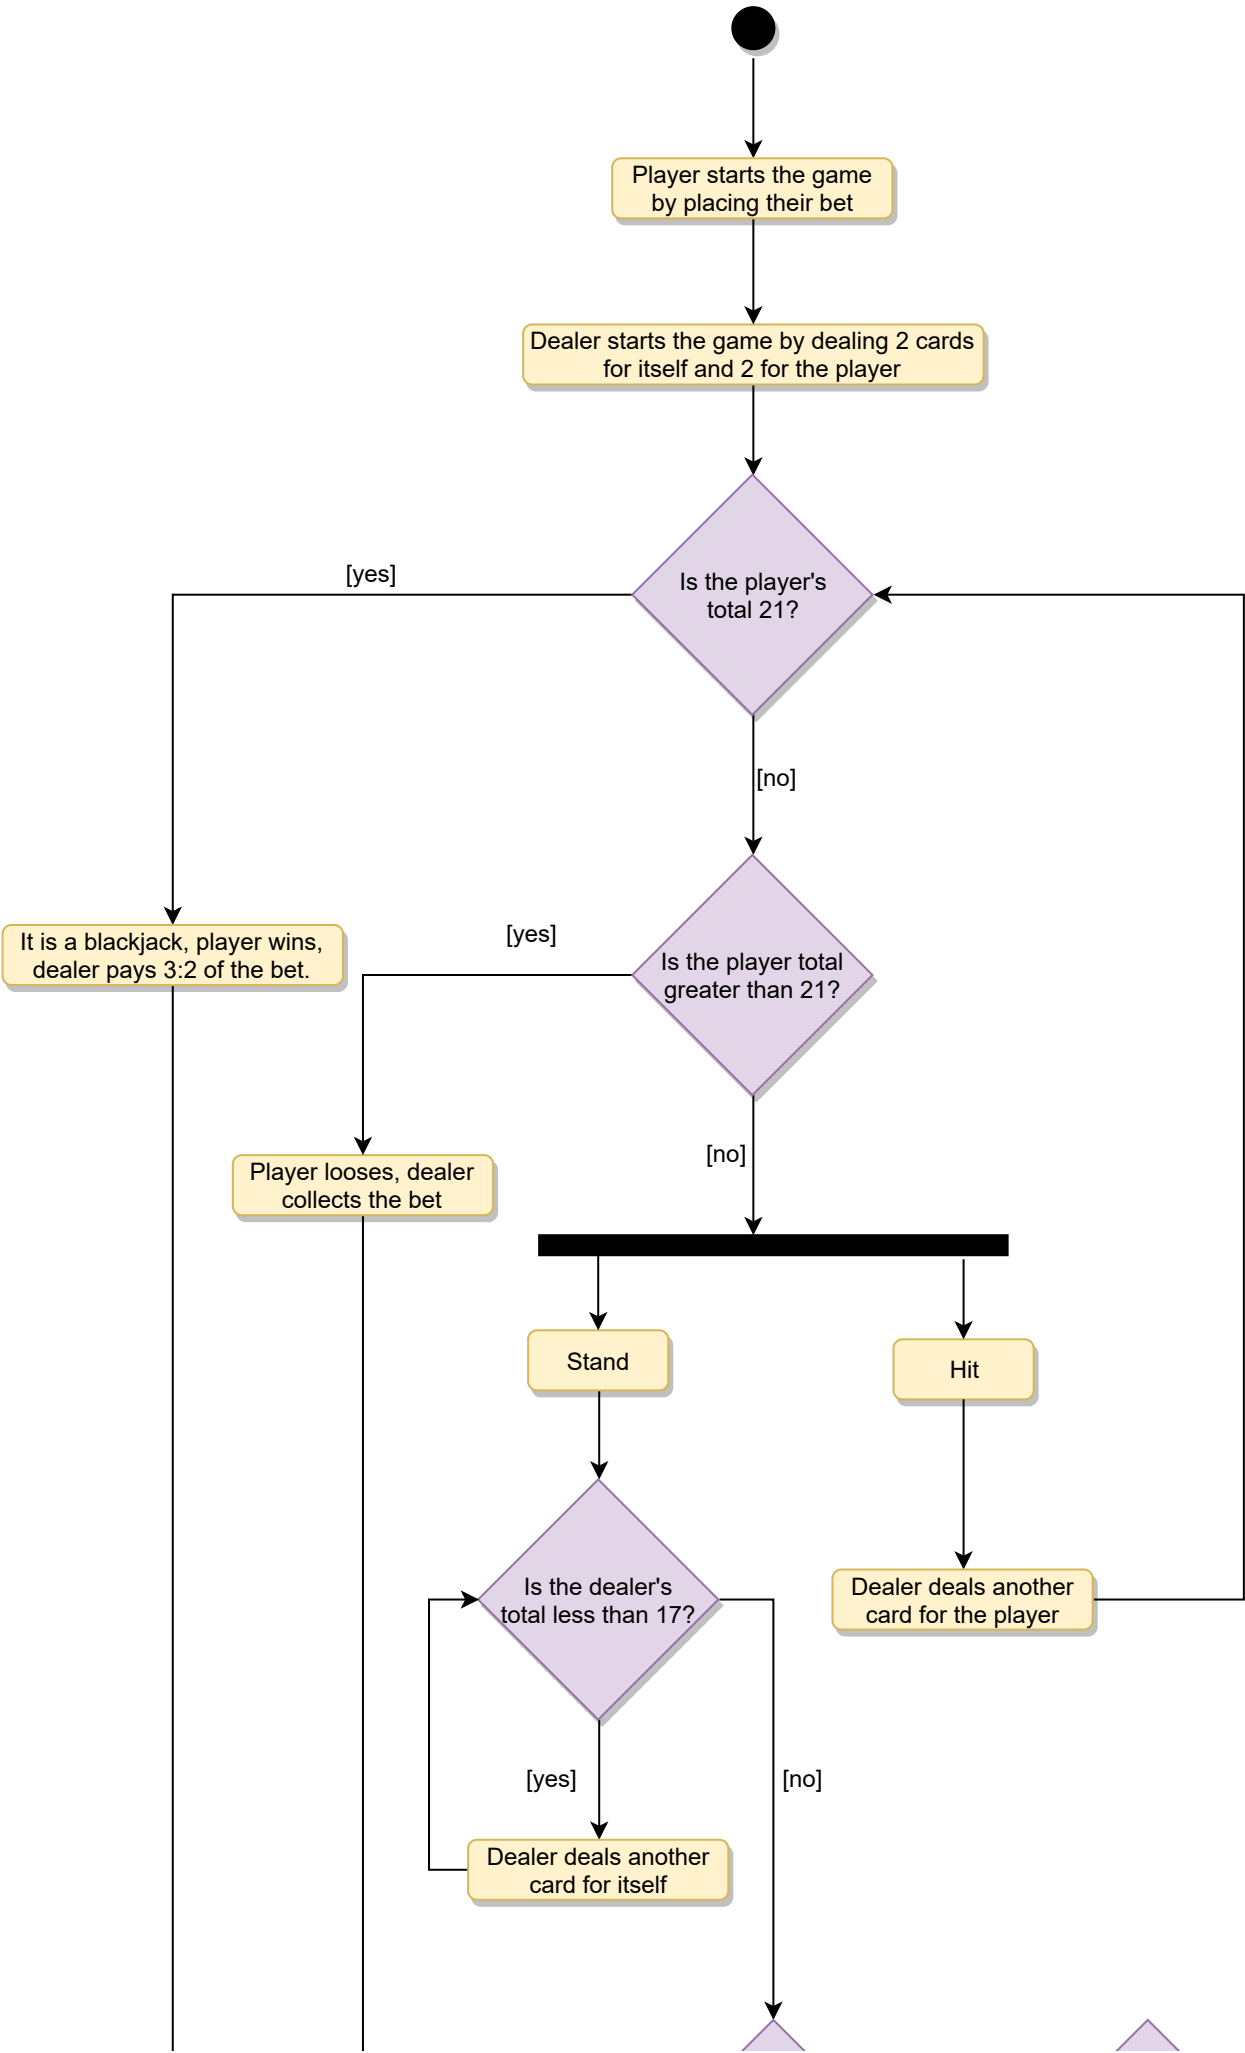 Player starts the game
by placing their bet
Dealer starts the game by dealing 2 cards
for itself and 2 for the player
[yes]
Is the player's
total 21?
[no]
[yes]
It is a blackjack, player wins,
dealer pays 3:2 of the bet.
Is the player total
greater than 21?
[no]
Player looses, dealer
collects the bet
Stand
Hit
Is the dealer's
total less than 17?
Dealer deals another
card for the player
[yes]
[no]
Dealer deals another
card for itself